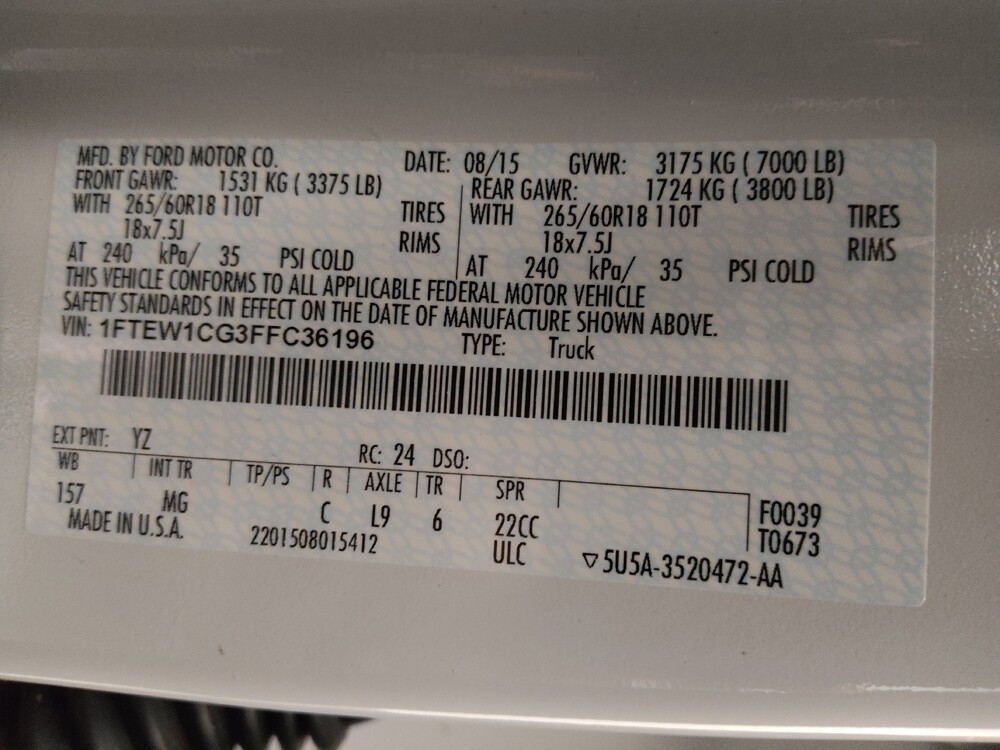 MFD. BY FORD MOTOR CO. DATE: 08/15 GVWR: 3175 KG ( 7000 LB)
FRONT GAWR: 1531 KG ( 3375 LB) REAR GAWR: 1724 KG ( 3800 LB)
WITH 265/60R18 110T TIRES WITH 265/60R18 110T TIRES
18x7.5J RIMS 18x7.5J RIMS
AT 240 kPa/ 35 PSI COLD AT 240 kPa/ 35 PSI COLD
THIS VEHICLE CONFORMS TO ALL APPLICABLE FEDERAL MOTOR VEHICLE
SAFETY STANDARDS IN EFFECT ON THE DATE OF MANUFACTURE SHOWN ABOVE.
VIN: 1FTEW1CG3FFC36196 TYPE: Truck
EXT PNT: YZ RC: 24 DSO:
WB INT TR TP/PS R AXLE TR SPR
157 MG C L9 6 22CC F0039
MADE IN U.S.A. 2201508015412 ULC T0673
▽5U5A-3520472-AA